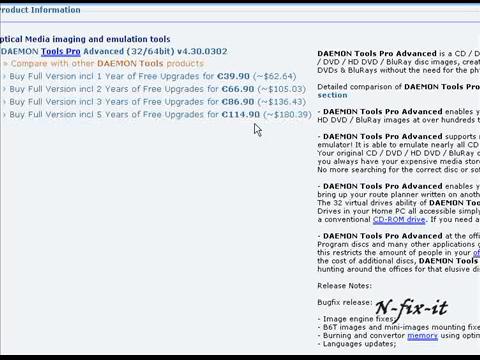 roduct Information
ptical Media imaging and emulation tools
DAEMON Tools Pro Advanced (32/64bit) v4.30.0302
› Compare with other DAEMON Tools products
› Buy Full Version incl 1 Years of Free Upgrades for €39.90 (~$62.64)
› Buy Full Version incl 2 Years of Free Upgrades for €66.90 (~$105.03)
› Buy Full Version incl 3 Years of Free Upgrades for €86.90 (~$136.43)
› Buy Full Version incl 5 Years of Free Upgrades for €114.90 (~$180.39)
DAEMON Tools Pro Advanced is a CD / D
/ DVD / HD DVD / BluRay disc images, creat
DVDs & BluRays without the need for the ph
Detailed comparison of DAEMON Tools P
section
- DAEMON Tools Pro Advanced enables y
HD DVD / BluRay images at over hundreds t
- DAEMON Tools Pro Advanced supports
emulator! It is able to emulate nearly all CD
Your original CD / DVD / HD DVD / BluRay d
you always have your expensive media store
No more searching for the correct disc or sof
- DAEMON Tools Pro Advanced enables y
bring up your route planner written on anoth
The 32 virtual drives ability of DAEMON To
Drives in your Home PC all accessible simply
a conventional CD-ROM drive. If you need a
- DAEMON Tools Pro Advanced at the offi
Program discs and many other applications
this restricts the amount of people in your of
the cost of additional discs, DAEMON Tools
hunting around the offices for that elusive di
Release Notes:
Bugfix release:
- Image engine fixes;
- B6T images and mini-images mounting fixe
- Burning and convertor memory using optim
- Languages updates;
N-fix-it